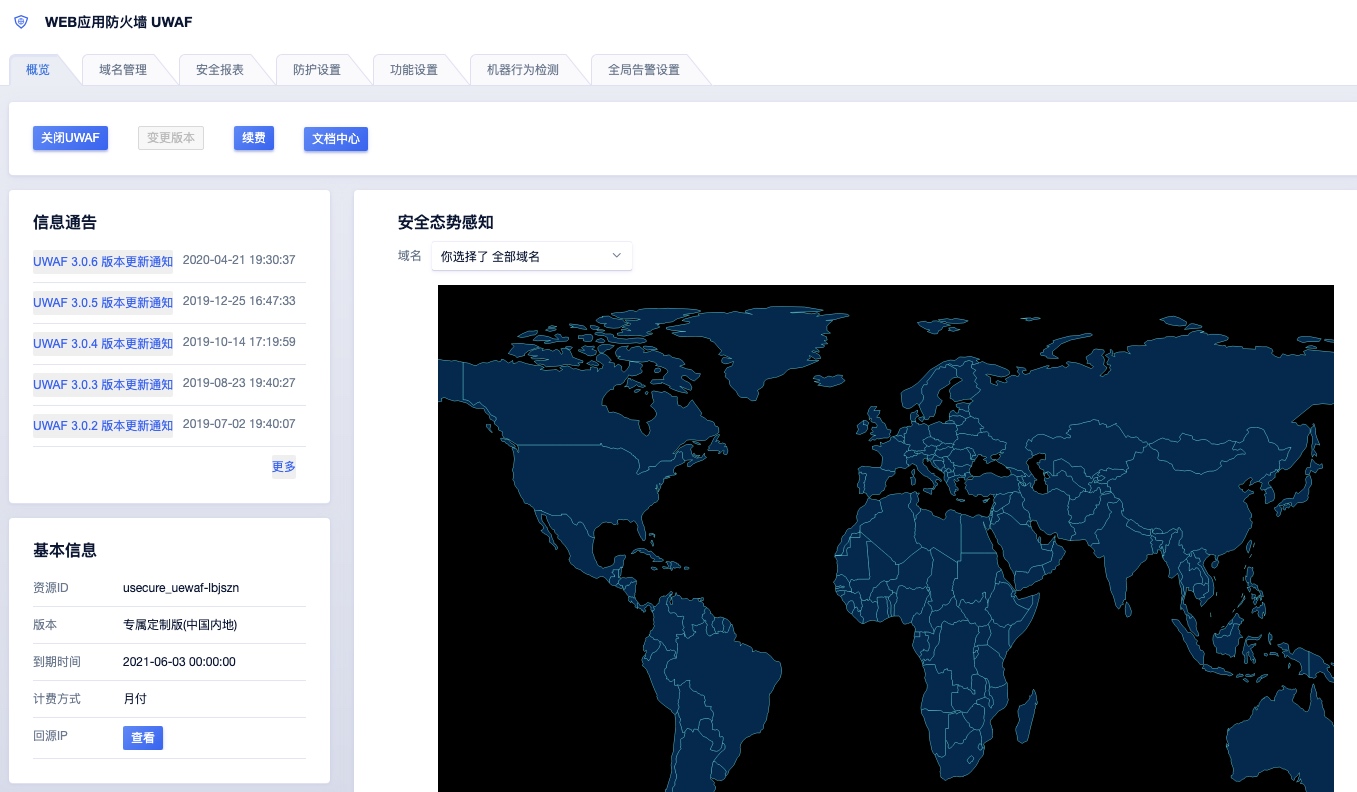 WEB应用防火墙 UWAF
概览 域名管理 安全报表 防护设置 功能设置 机器行为检测 全局告警设置
关闭UWAF 变更版本 续费 文档中心
信息通告
UWAF 3.0.6 版本更新通知 2020-04-21 19:30:37
UWAF 3.0.5 版本更新通知 2019-12-25 16:47:33
UWAF 3.0.4 版本更新通知 2019-10-14 17:19:59
UWAF 3.0.3 版本更新通知 2019-08-23 19:40:27
UWAF 3.0.2 版本更新通知 2019-07-02 19:40:07
更多
基本信息
资源ID usecure_uewaf-lbjszn
版本 专属定制版(中国内地)
到期时间 2021-06-03 00:00:00
计费方式 月付
回源IP 查看
安全态势感知
域名 你选择了 全部域名